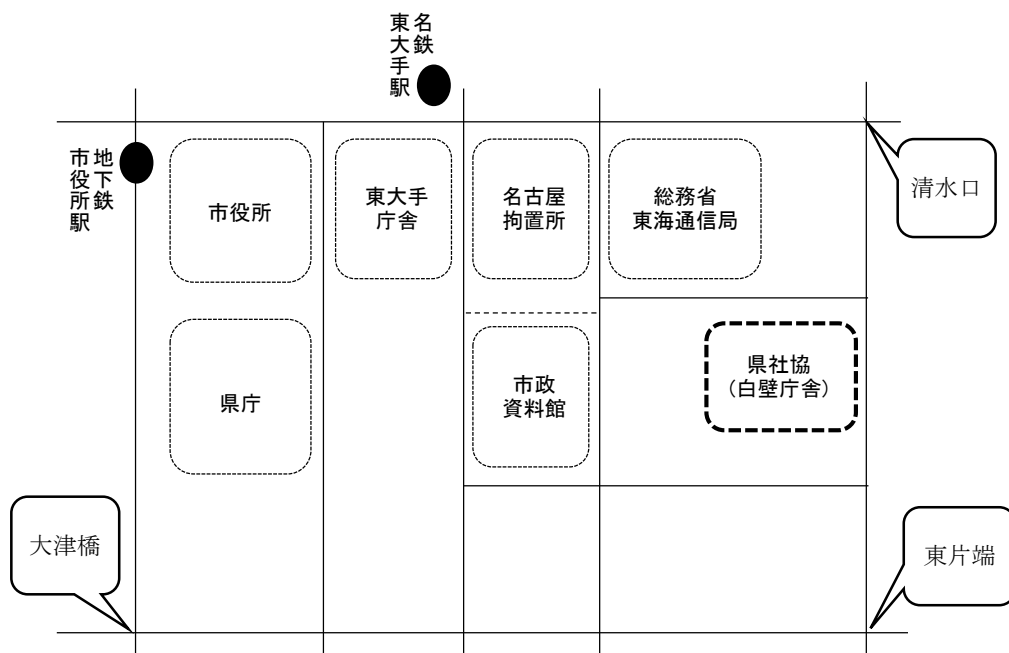 名鉄
東大手駅
地下鉄
市役所駅
市役所
東大手
庁舎
名古屋
拘置所
総務省
東海通信局
清水口
県庁
市政
資料館
県社協
（白壁庁舎）
大津橋
東片端